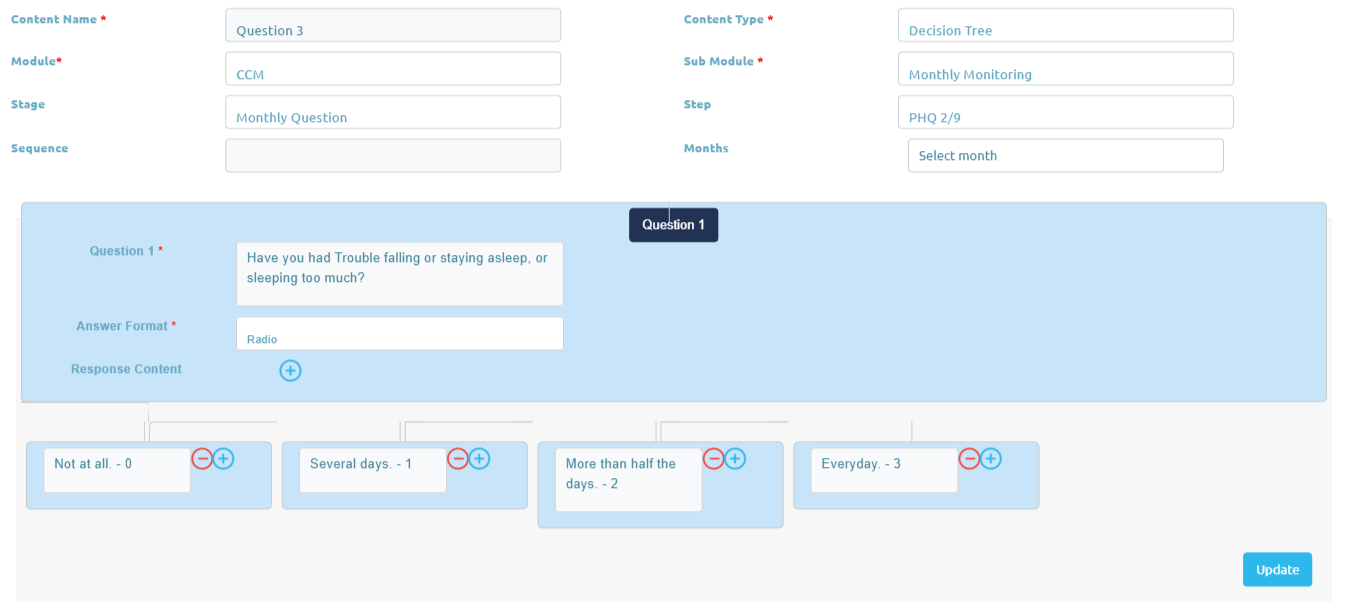 Content Name *
Question 3
Content Type *
Decision Tree
Module*
CCM
Sub Module *
Monthly Monitoring
Stage
Monthly Question
Step
PHQ 2/9
Sequence
Months
Select month
Question 1
Question 1 *
Have you had Trouble falling or staying asleep, or
sleeping too much?
Answer Format *
Radio
Response Content
Not at all. - 0
Several days. - 1
More than half the
days. - 2
Everyday. - 3
Update